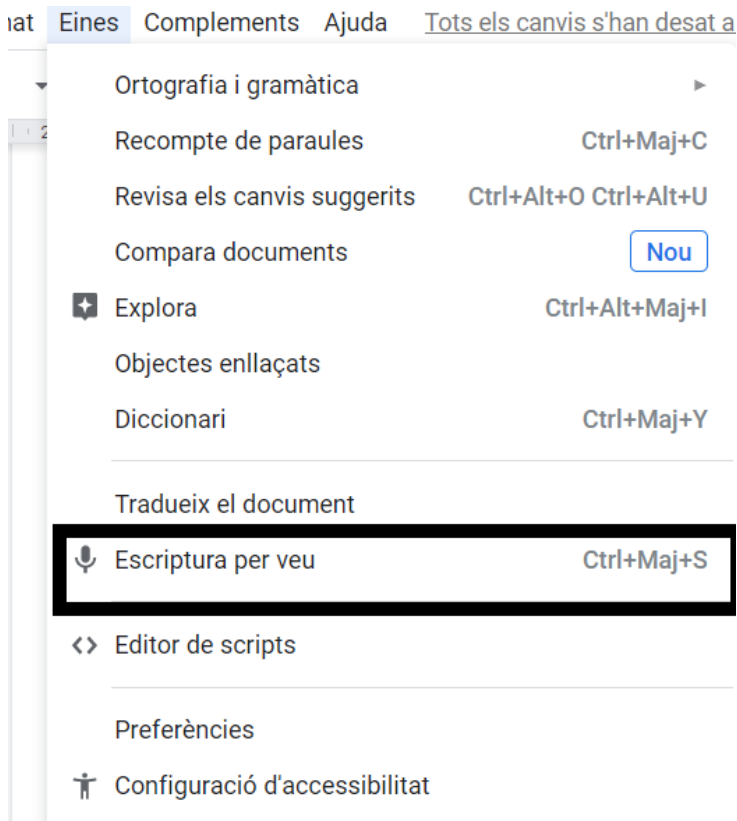 Eines Complements Ajuda Tots els canvis s'han desat a
Ortografia i gramàtica
2
Recompte de paraules Ctrl+Maj+C
Revisa els canvis suggerits Ctrl+Alt+O Ctrl+Alt+U
Compara documents Nou
Explora Ctrl+Alt+Maj+I
Objectes enllaçats
Diccionari Ctrl+Maj+Y
Tradueix el document
Escriptura per veu Ctrl+Maj+S
Editor de scripts
Preferències
Configuració d'accessibilitat